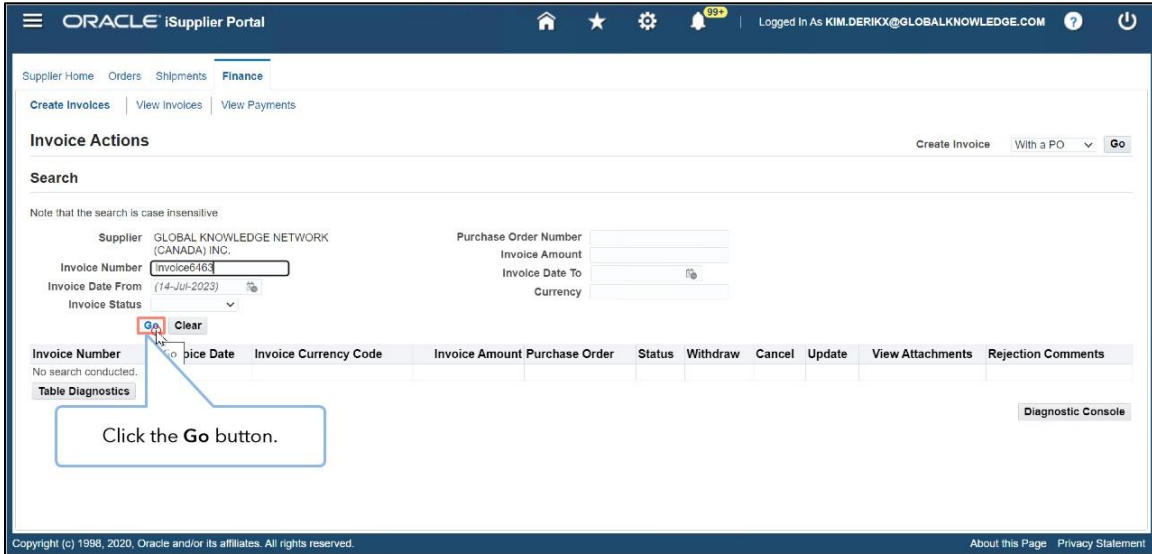 ORACLE iSupplier Portal
99+
Logged In As KIM.DERIKX@GLOBALKNOWLEDGE.COM
?
Supplier Home Orders Shipments Finance
Create Invoices View Invoices View Payments
Invoice Actions
Create Invoice With a PO Go
Search
Note that the search is case insensitive
Supplier GLOBAL KNOWLEDGE NETWORK
(CANADA) INC.
Purchase Order Number
Invoice Amount
Invoice Number Invoice6463
Invoice Date To
Invoice Date From (14-Jul-2023)
Currency
Invoice Status
Go Clear
Go
Invoice Number oice Date Invoice Currency Code Invoice Amount Purchase Order Status Withdraw Cancel Update View Attachments Rejection Comments
No search conducted.
Table Diagnostics
Diagnostic Console
Click the Go button.
Copyright (c) 1998, 2020, Oracle and/or its affiliates. All rights reserved.
About this Page Privacy Statement